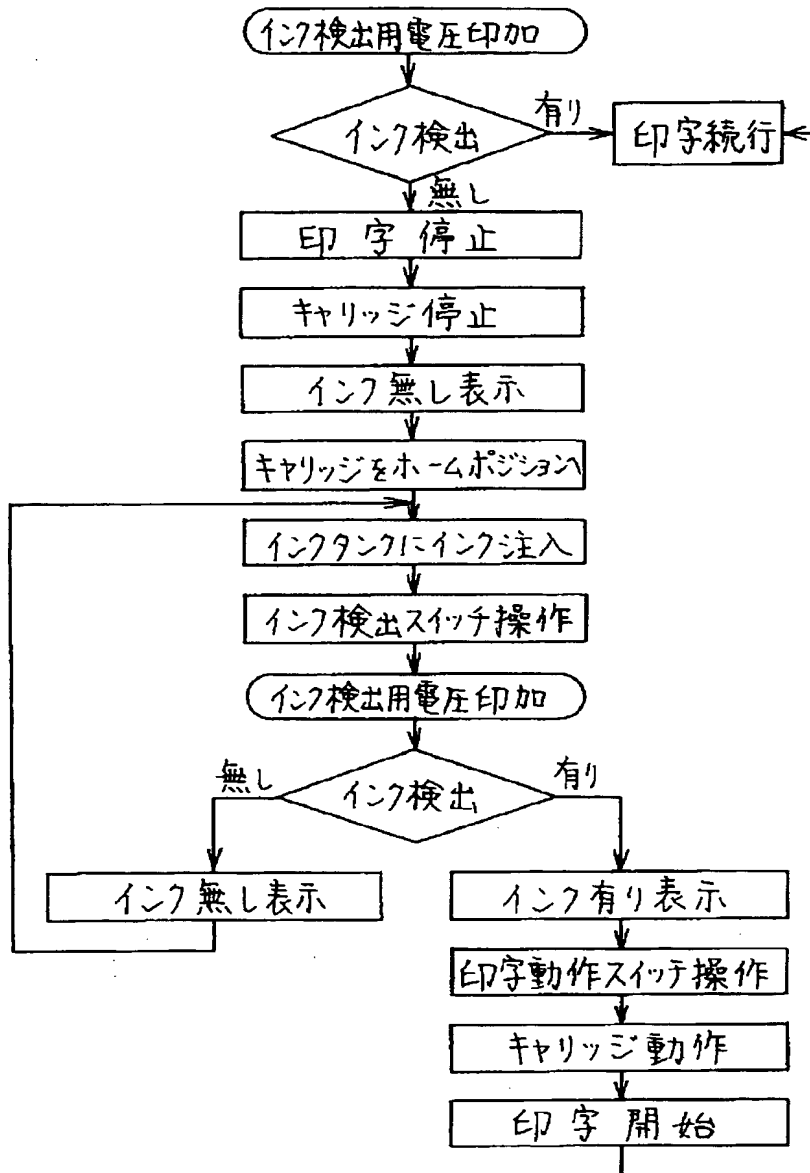 インク検出用電圧印加
インク検出
有り
印字続行
無し
印字停止
キャリッジ停止
インク無し表示
キャリッジをホームポジションへ
インクタンクにインク注入
インク検出スイッチ操作
インク検出用電圧印加
無し
インク検出
有り
インク無し表示
インク有り表示
印字動作スイッチ操作
キャリッジ動作
印字開始